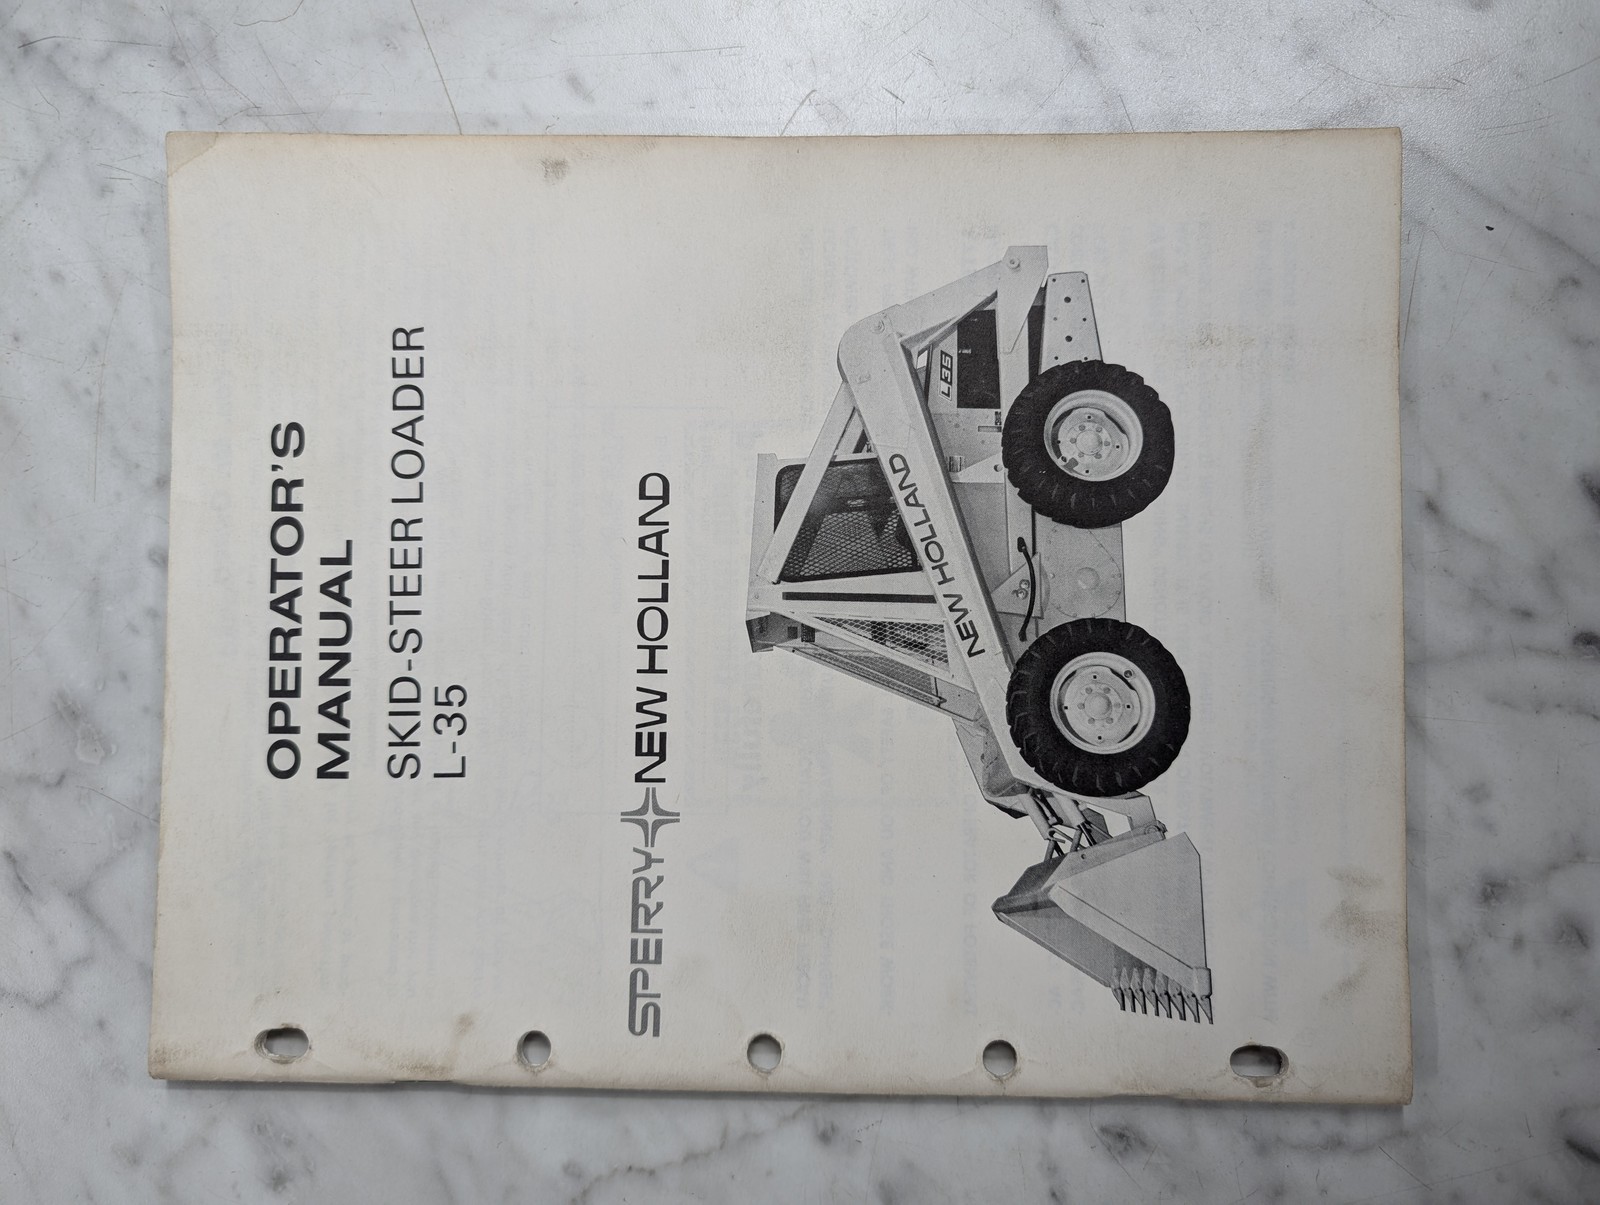 OPERATOR'S
MANUAL
SKID-STEER LOADER
L-35
SPERRY NEW HOLLAND
L35
NEW HOLLAND